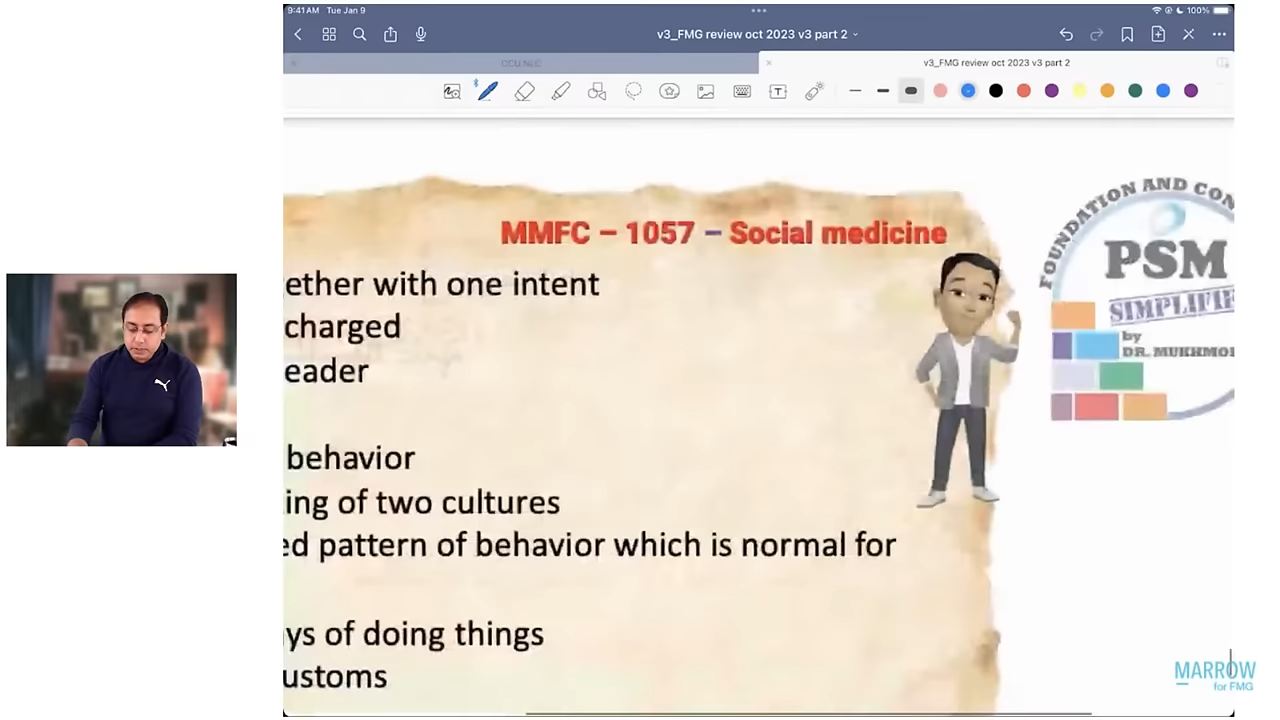 9:41AM Tue Jan 9
100%
v3_FMG review oct 2023 v3 part 2
CCU NLC
v3_FMG review oct 2023 v3 part 2
MMFC – 1057 – Social medicine
ether with one intent
charged
eader
behavior
ing of two cultures
ed pattern of behavior which is normal for
ys of doing things
ustoms
FOUNDATION AND CON
PSM
SIMPLIFIE
by
DR. MUKHMO
MARROW
for FMG